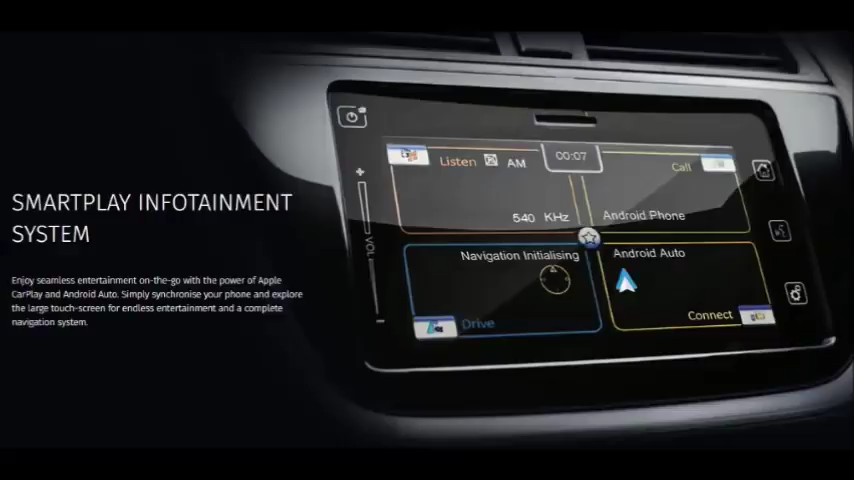 SMARTPLAY INFOTAINMENT
SYSTEM
Enjoy seamless entertainment on-the-go with the power of Apple
CarPlay and Android Auto. Simply synchronise your phone and explore
the large touch-screen for endless entertainment and a complete
navigation system.
Listen AM
00:07
Call
540 KHz
Android Phone
VOL
Navigation Initialising
Android Auto
Drive
Connect